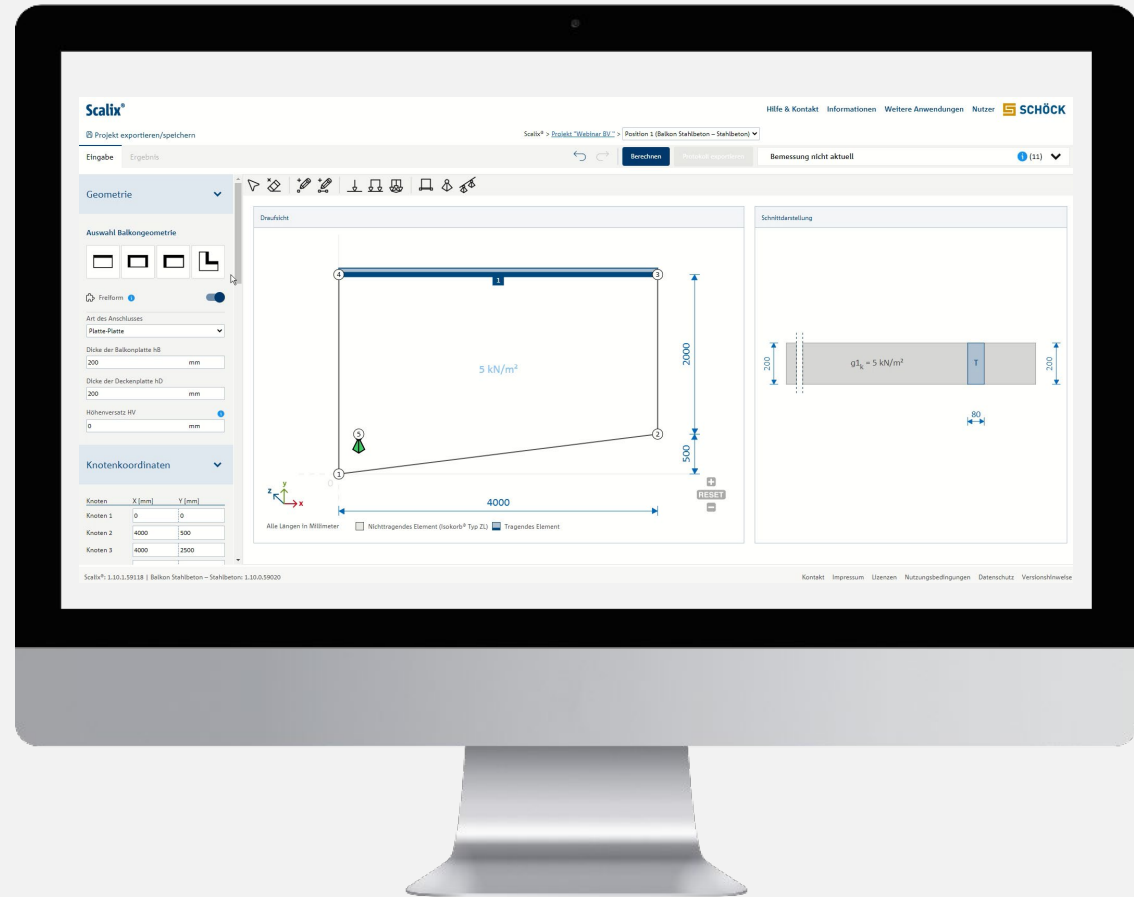 Scalix®
Hilfe & Kontakt Informationen Weitere Anwendungen Nutzer SCHÖCK
Projekt exportieren/speichern
Scalix® > Projekt "Webinar BV " > Position 1 (Balkon Stahlbeton – Stahlbeton)
Eingabe Ergebnis
Berechnen
Bemessung nicht aktuell
(11)
Geometrie
Auswahl Balkongeometrie
Freiform
Art des Anschlusses
Platte-Platte
Dicke der Balkonplatte hB
200 mm
Dicke der Deckenplatte hD
200 mm
Höhenversatz HV
0 mm
Knotenkoordinaten
Knoten X [mm] Y [mm]
Knoten 1 0 0
Knoten 2 4000 500
Knoten 3 4000 2500
Draufsicht
4
3
1
5 kN/m²
2000
5
2
500
1
0
z y x
4000
RESET
Alle Längen in Millimeter Nichttragendes Element (Isokorb® Typ ZL) Tragendes Element
Schnittdarstellung
200
g1k = 5 kN/m²
T
200
80
Scalix®: 1.10.1.59118 | Balkon Stahlbeton – Stahlbeton: 1.10.0.59020
Kontakt Impressum Lizenzen Nutzungsbedingungen Datenschutz Versionshinweise